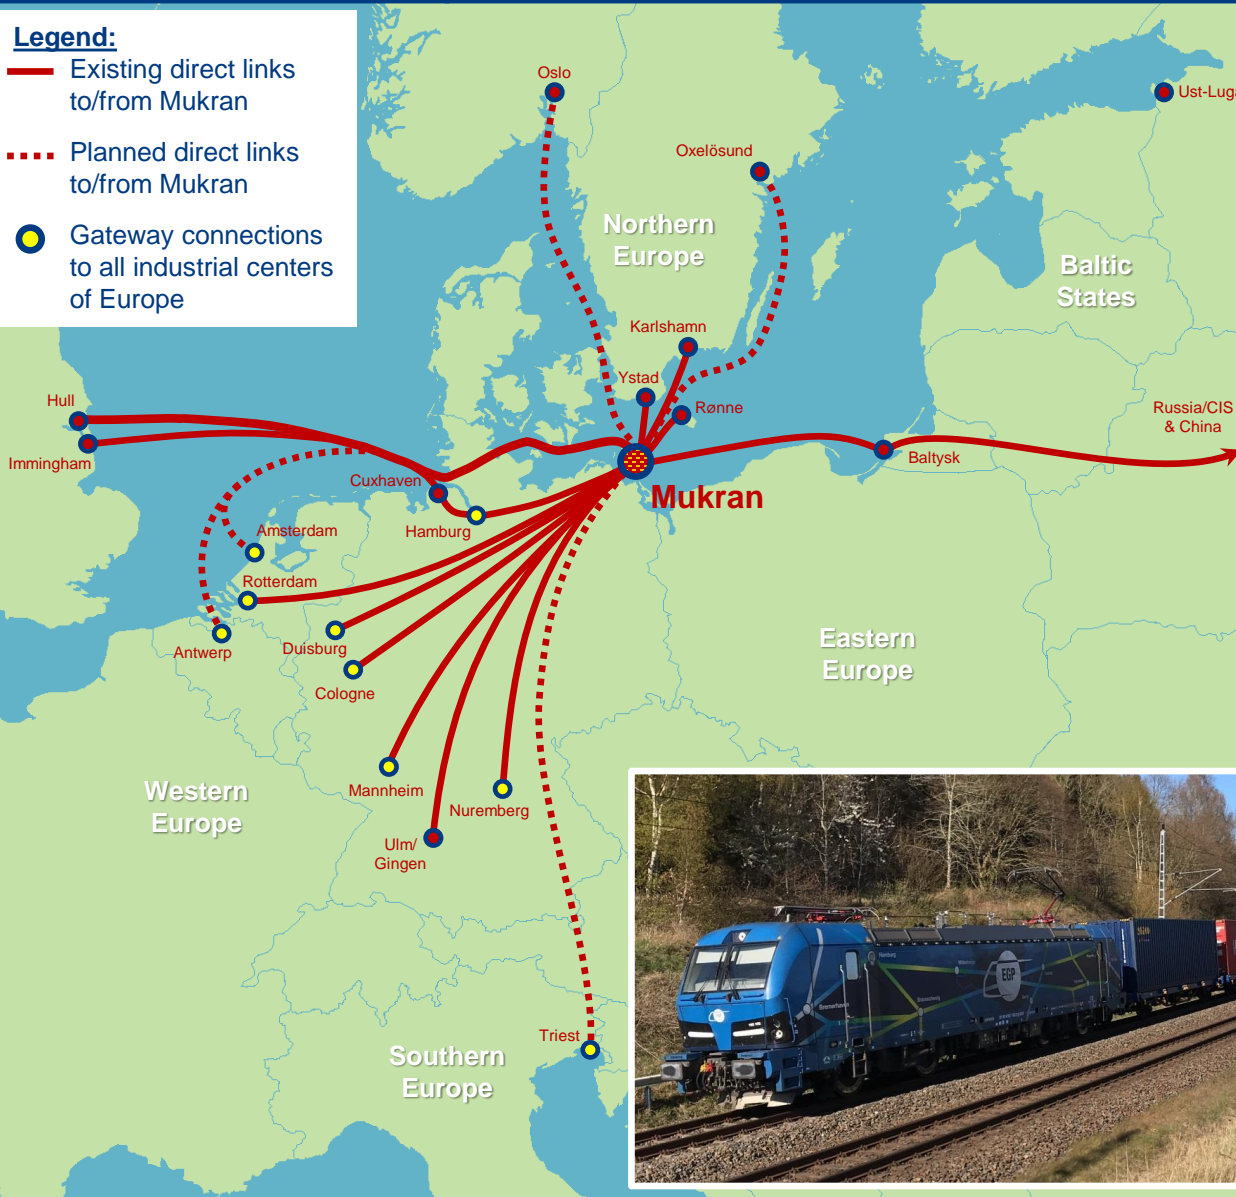 Legend:
Existing direct links
to/from Mukran
Planned direct links
to/from Mukran
Gateway connections
to all industrial centers
of Europe
Oslo
Ust-Luga
Oxelösund
Northern
Europe
Baltic
States
Karlshamn
Ystad
Rønne
Hull
Immingham
Russia/CIS
& China
Baltysk
Cuxhaven
Mukran
Hamburg
Amsterdam
Rotterdam
Antwerp
Duisburg
Cologne
Eastern
Europe
Western
Europe
Mannheim
Nuremberg
Ulm/
Gingen
Triest
Southern
Europe
Hamburg
Bremerhaven
Braunschweig
EGP